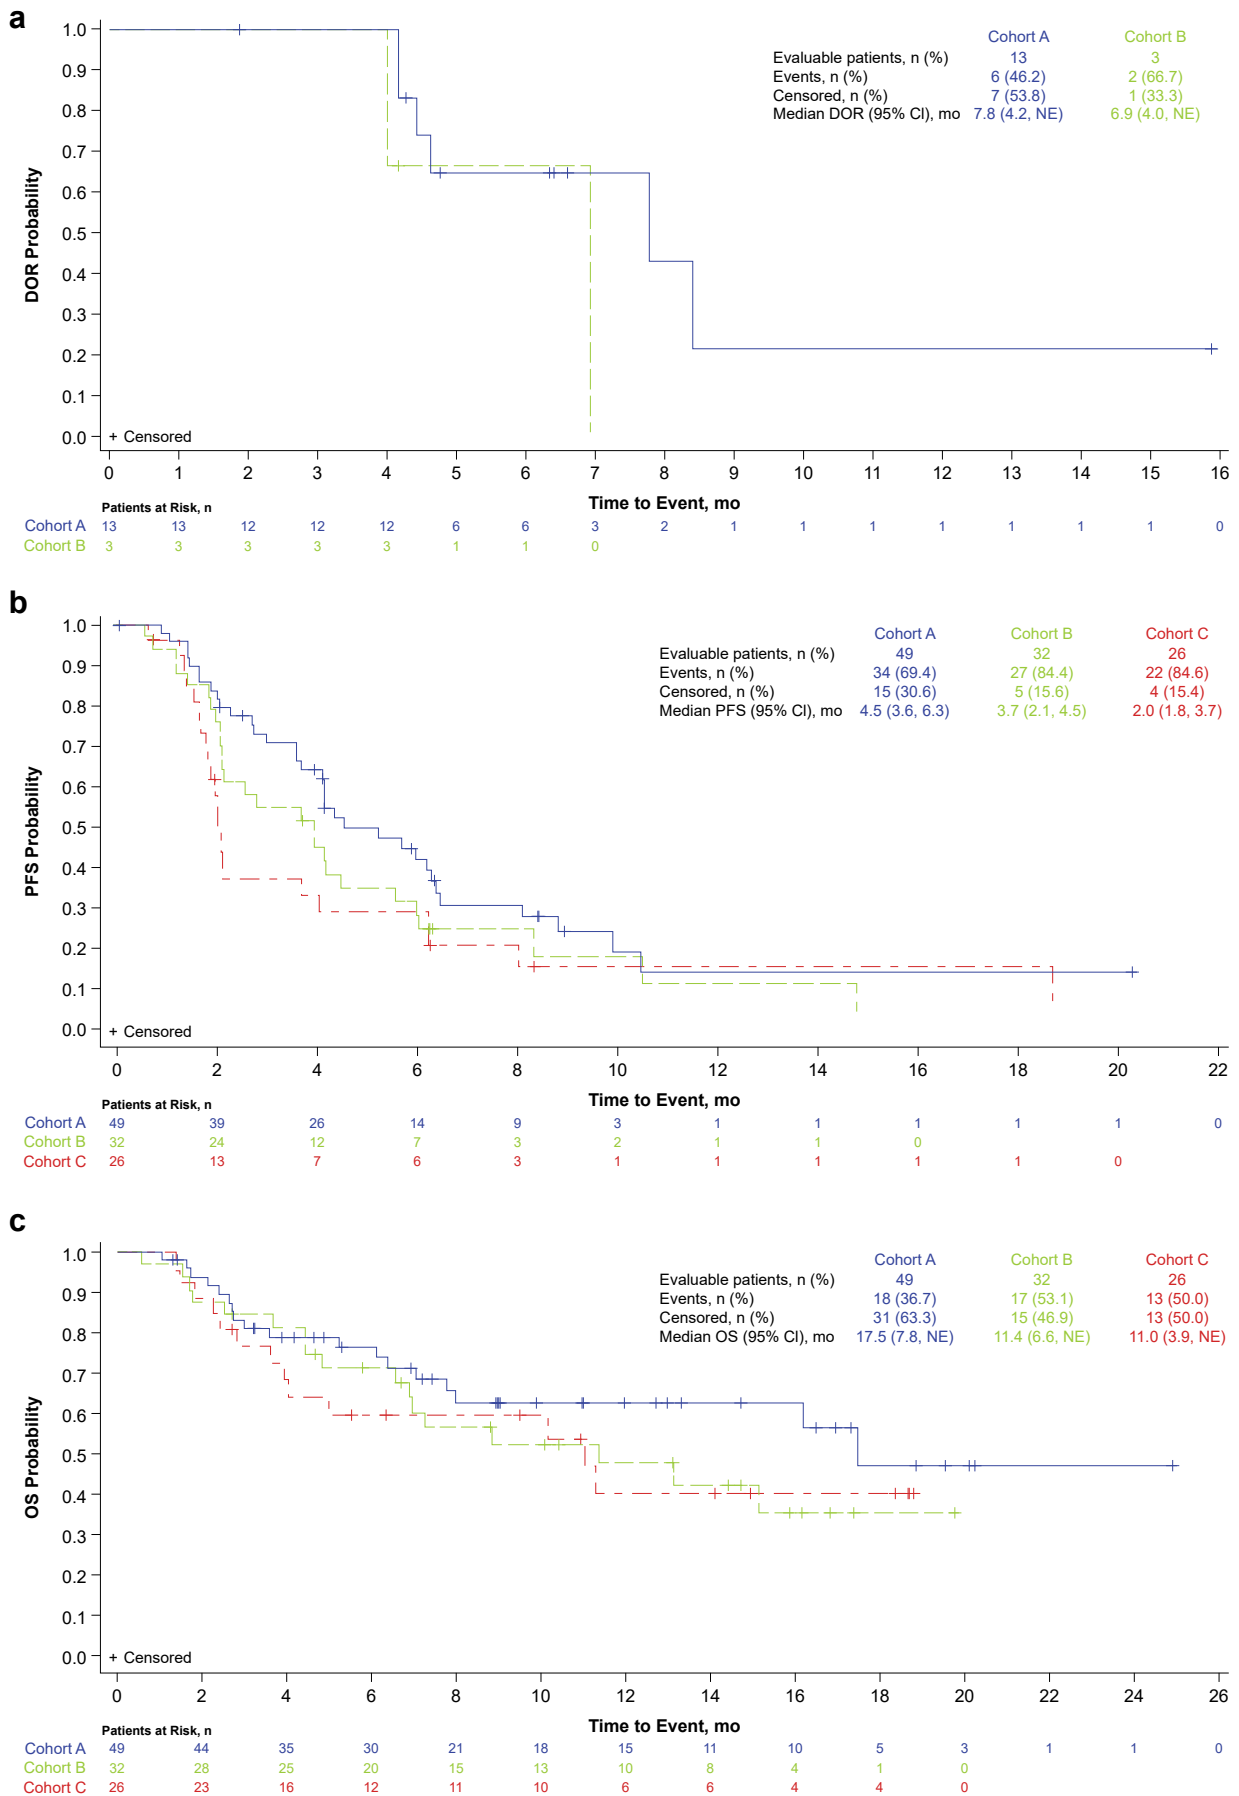 a
Cohort A Cohort B
Evaluable patients, n (%) 13 3
Events, n (%) 6 (46.2) 2 (66.7)
Censored, n (%) 7 (53.8) 1 (33.3)
Median DOR (95% CI), mo 7.8 (4.2, NE) 6.9 (4.0, NE)
DOR Probability
1.0
0.9
0.8
0.7
0.6
0.5
0.4
0.3
0.2
0.1
0.0
+ Censored
0 1 2 3 4 5 6 7 8 9 10 11 12 13 14 15 16
Time to Event, mo
Patients at Risk, n
Cohort A 13 13 12 12 12 6 6 3 2 1 1 1 1 1 1 1 0
Cohort B 3 3 3 3 3 1 1 0
b
Cohort A Cohort B Cohort C
Evaluable patients, n (%) 49 32 26
Events, n (%) 34 (69.4) 27 (84.4) 22 (84.6)
Censored, n (%) 15 (30.6) 5 (15.6) 4 (15.4)
Median PFS (95% CI), mo 4.5 (3.6, 6.3) 3.7 (2.1, 4.5) 2.0 (1.8, 3.7)
PFS Probability
1.0
0.9
0.8
0.7
0.6
0.5
0.4
0.3
0.2
0.1
0.0
+ Censored
0 2 4 6 8 10 12 14 16 18 20 22
Time to Event, mo
Patients at Risk, n
Cohort A 49 39 26 14 9 3 1 1 1 1 1 0
Cohort B 32 24 12 7 3 2 1 1 0
Cohort C 26 13 7 6 3 1 1 1 1 1 0
c
Cohort A Cohort B Cohort C
Evaluable patients, n (%) 49 32 26
Events, n (%) 18 (36.7) 17 (53.1) 13 (50.0)
Censored, n (%) 31 (63.3) 15 (46.9) 13 (50.0)
Median OS (95% CI), mo 17.5 (7.8, NE) 11.4 (6.6, NE) 11.0 (3.9, NE)
OS Probability
1.0
0.9
0.8
0.7
0.6
0.5
0.4
0.3
0.2
0.1
0.0
+ Censored
0 2 4 6 8 10 12 14 16 18 20 22 24 26
Time to Event, mo
Patients at Risk, n
Cohort A 49 44 35 30 21 18 15 11 10 5 3 1 1 0
Cohort B 32 28 25 20 15 13 10 8 4 1 0
Cohort C 26 23 16 12 11 10 6 6 4 4 0